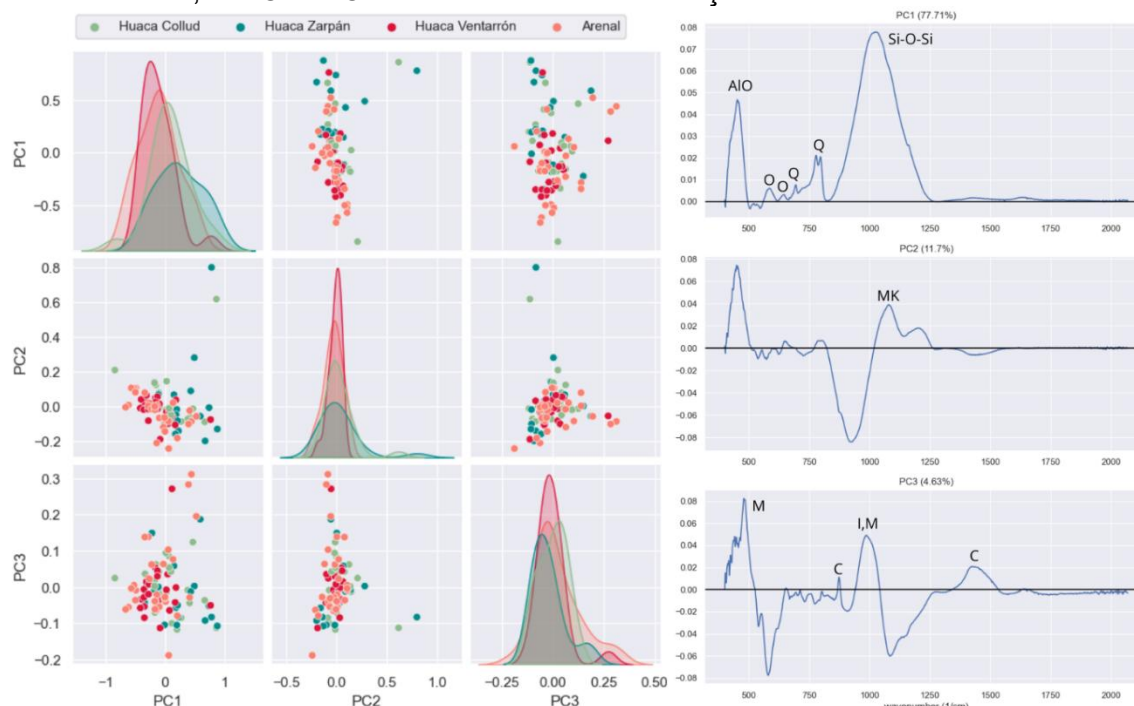 Huaca Collud Huaca Zarpán Huaca Ventarrón Arenal
PC1
0.5
0.0
−0.5
PC2
0.8
0.6
0.4
0.2
0.0
−0.2
PC3
0.3
0.2
0.1
0.0
−0.1
−0.2
−1 0 1
−0.5 0.0 0.5 1.0
0.00 0.25 0.50
PC1 PC2 PC3
PC1 (77.71%)
0.08
0.07
0.06
0.05
0.04
0.03
0.02
0.01
0.00
Si-O-Si
AlO
O O Q Q
500 750 1000 1250 1500 1750 2000
PC2 (11.7%)
0.08
0.06
0.04
0.02
0.00
−0.02
−0.04
−0.06
−0.08
MK
500 750 1000 1250 1500 1750 2000
PC3 (4.63%)
0.08
0.06
0.04
0.02
0.00
−0.02
−0.04
−0.06
−0.08
M
I,M
C
C
500 750 1000 1250 1500 1750 2000